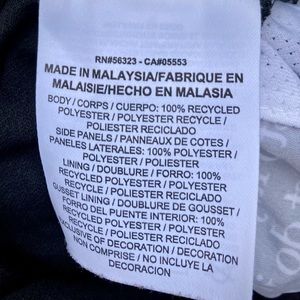 RN#56323 - CA#05553
MADE IN MALAYSIA/FABRIQUE EN
MALAISIE/HECHO EN MALASIA
BODY / CORPS / CUERPO: 100% RECYCLED
POLYESTER / POLYESTER RECYCLE /
POLIESTER RECICLADO
SIDE PANELS / PANNEAUX DE COTES /
PANELES LATERALES: 100% POLYESTER /
POLYESTER / POLIESTER
LINING / DOUBLURE / FORRO: 100%
RECYCLED POLYESTER / POLYESTER
RECYCLE / POLIESTER RECICLADO
GUSSET LINING / DOUBLURE DE GOUSSET /
FORRO DEL PUENTE INTERIOR: 100%
RECYCLED POLYESTER / POLYESTER
RECYCLE / POLIESTER RECICLADO
EXCLUSIVE OF DECORATION / DECORATION
NON COMPRISE / NO INCLUYE LA
DECORACION